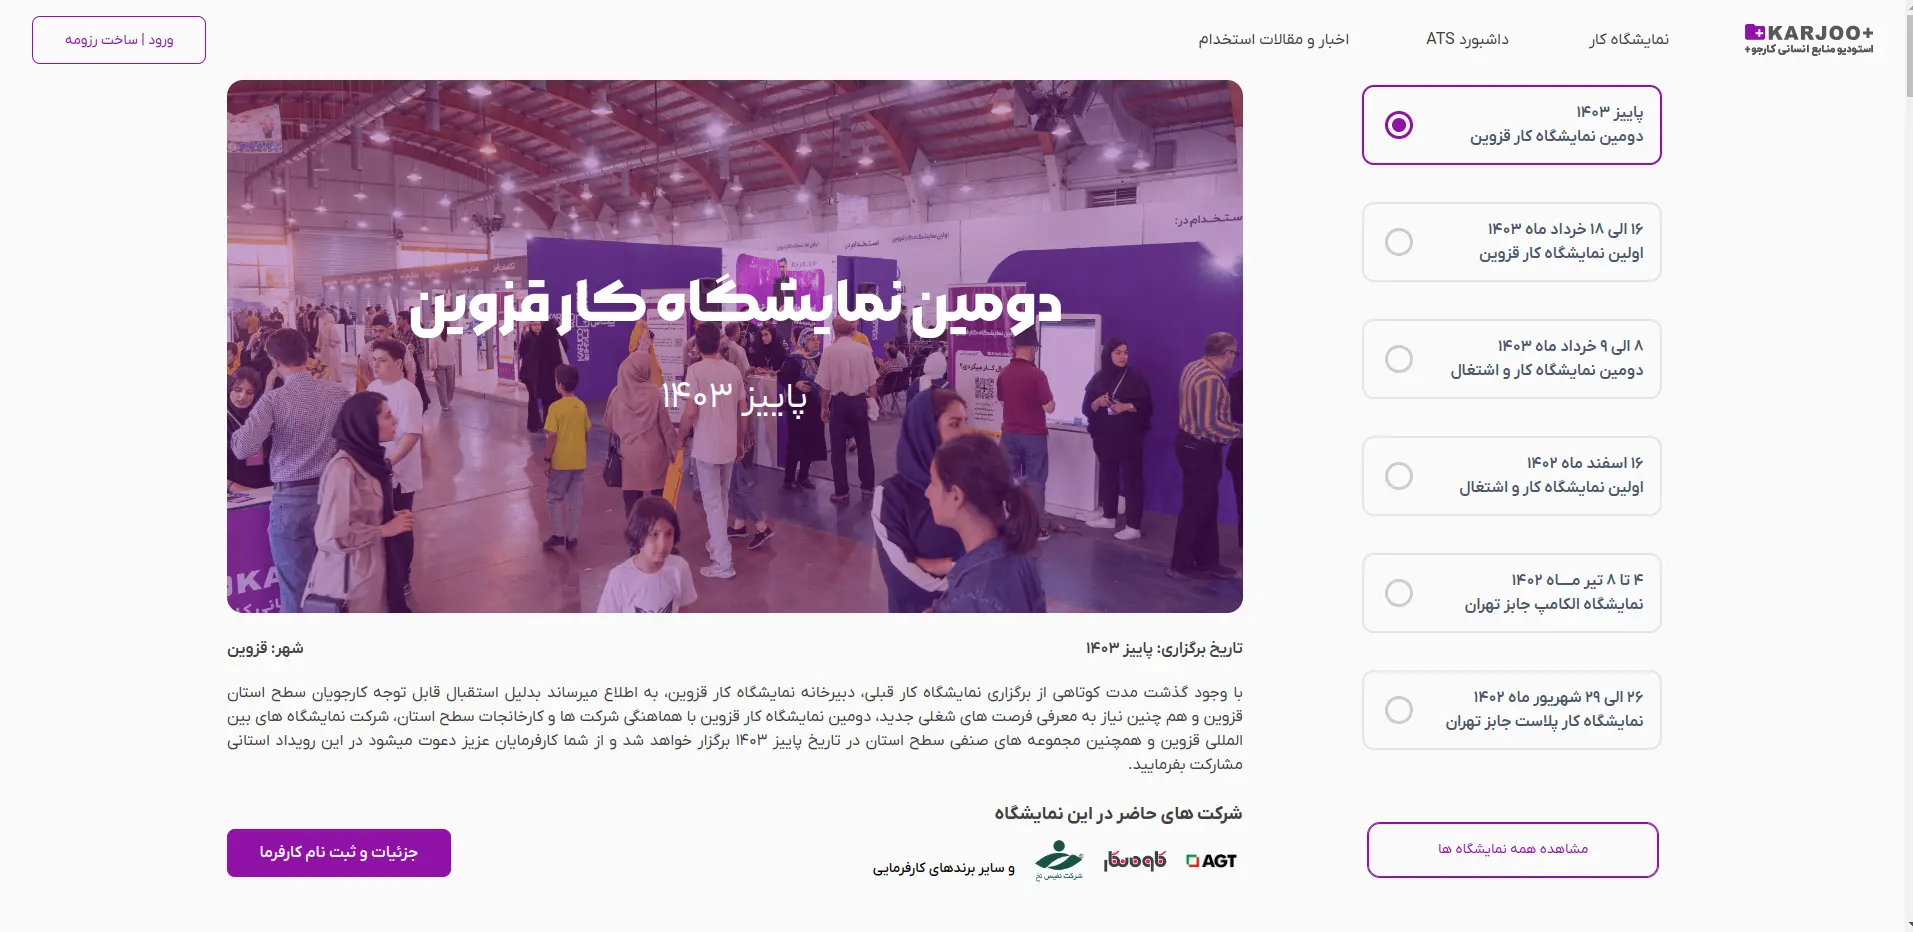 KARJOO+
استودیو منابع انسانی کارجو+
نمایشگاه کار
داشبورد ATS
اخبار و مقالات استخدام
ورود | ساخت رزومه
پاییز ۱۴۰۳
دومین نمایشگاه کار قزوین
۱۶ الی ۱۸ خرداد ماه ۱۴۰۳
اولین نمایشگاه کار قزوین
۸ الی ۹ خرداد ماه ۱۴۰۳
دومین نمایشگاه کار و اشتغال
۱۶ اسفند ماه ۱۴۰۲
اولین نمایشگاه کار و اشتغال
۴ تا ۸ تیر مــاه ۱۴۰۲
نمایشگاه الکامپ جابز تهران
۲۶ الی ۲۹ شهریور ماه ۱۴۰۲
نمایشگاه کار پلاست جابز تهران
مشاهده همه نمایشگاه ها
استخدام در:
دومین نمایشگاه کار قزوین
پاییز ۱۴۰۳
تاریخ برگزاری: پاییز ۱۴۰۳
شهر: قزوین
با وجود گذشت مدت کوتاهی از برگزاری نمایشگاه کار قبلی، دبیرخانه نمایشگاه کار قزوین، به اطلاع میرساند بدلیل استقبال قابل توجه کارجویان سطح استان
قزوین و هم چنین نیاز به معرفی فرصت های شغلی جدید، دومین نمایشگاه کار قزوین با هماهنگی شرکت ها و کارخانجات سطح استان، شرکت نمایشگاه های بین
المللی قزوین و همچنین مجموعه های صنفی سطح استان در تاریخ پاییز ۱۴۰۳ برگزار خواهد شد و از شما کارفرمایان عزیز دعوت میشود در این رویداد استانی
مشارکت بفرمایید.
شرکت های حاضر در این نمایشگاه
AGT
شرکت نفیس نخ
و سایر برندهای کارفرمایی
جزئیات و ثبت نام کارفرما